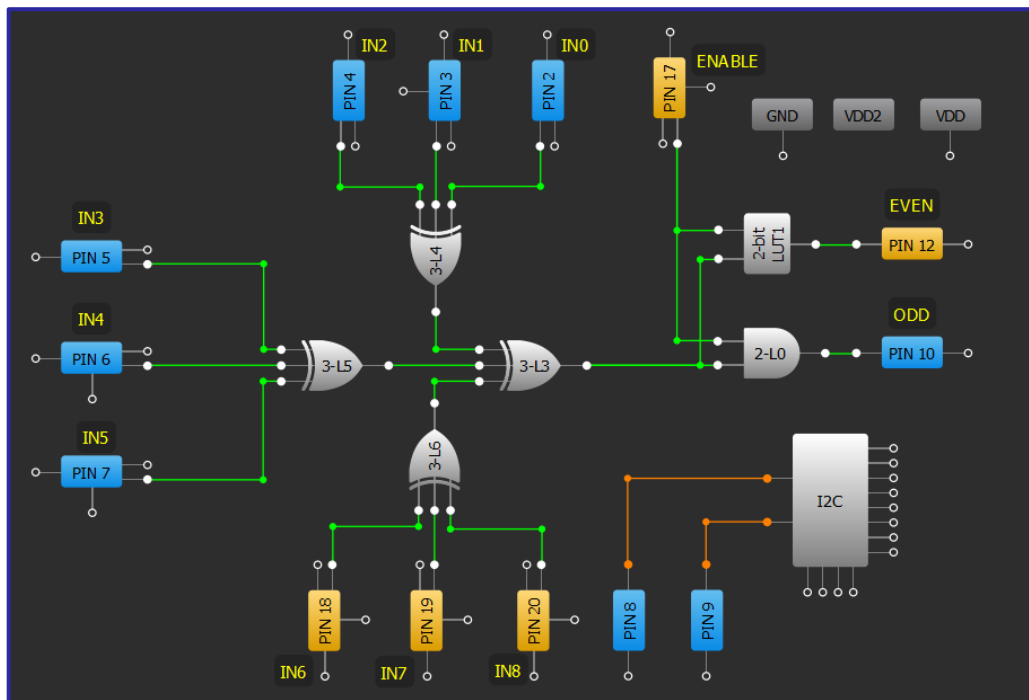 IN2
IN1
IN0
ENABLE
PIN 4
PIN 3
PIN 2
PIN 17
GND
VDD2
VDD
IN3
PIN 5
3-L4
2-bit
LUT1
EVEN
PIN 12
IN4
PIN 6
3-L5
3-L3
2-L0
ODD
PIN 10
IN5
PIN 7
3-L6
I2C
PIN 18
PIN 19
PIN 20
PIN 8
PIN 9
IN6
IN7
IN8